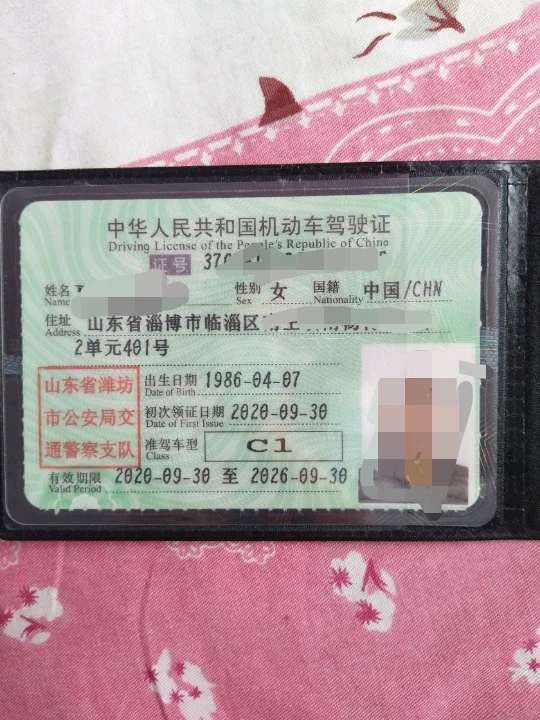 中华人民共和国机动车驾驶证
Driving License of the People's Republic of China
证号 370
姓名 性别 女 国籍 中国/CHN
Name Sex Nationality
住址 山东省淄博市临淄区
Address
2单元401号
山东省潍坊
市公安局交
通警察支队
出生日期 1986-04-07
Date of Birth
初次领证日期 2020-09-30
Date of First Issue
准驾车型 C1
Class
有效期限 2020-09-30 至 2026-09-30
Valid Period